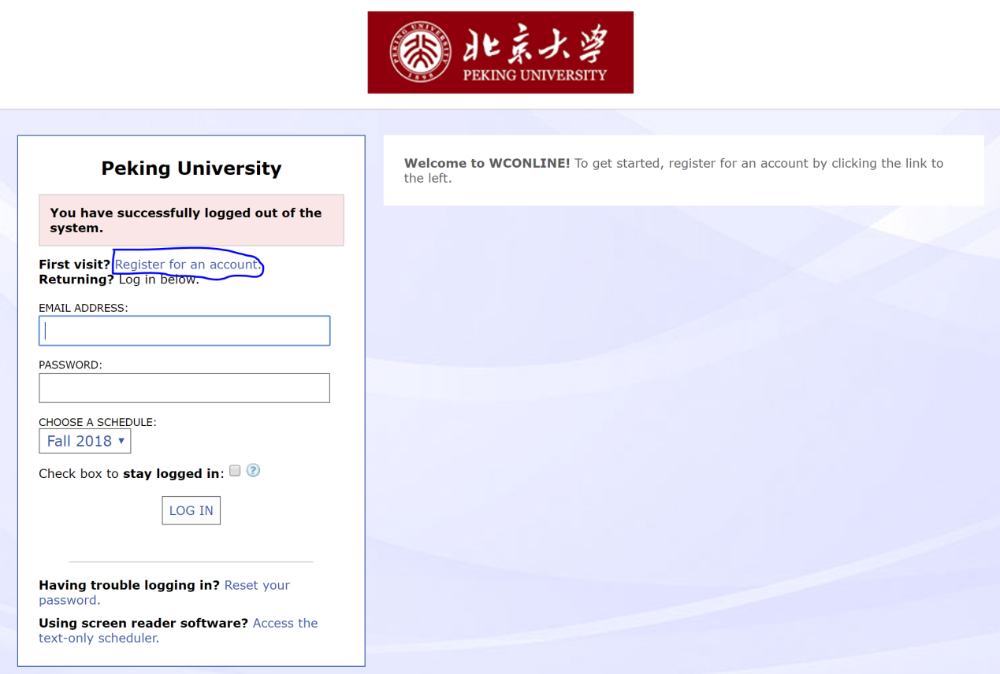 PEKING UNIVERSITY
1898
北京大学
PEKING UNIVERSITY
Peking University
You have successfully logged out of the
system.
First visit? Register for an account.
Returning? Log in below.
EMAIL ADDRESS:
PASSWORD:
CHOOSE A SCHEDULE:
Fall 2018 ▾
Check box to stay logged in: ?
LOG IN
Having trouble logging in? Reset your
password.
Using screen reader software? Access the
text-only scheduler.
Welcome to WCONLINE! To get started, register for an account by clicking the link to
the left.